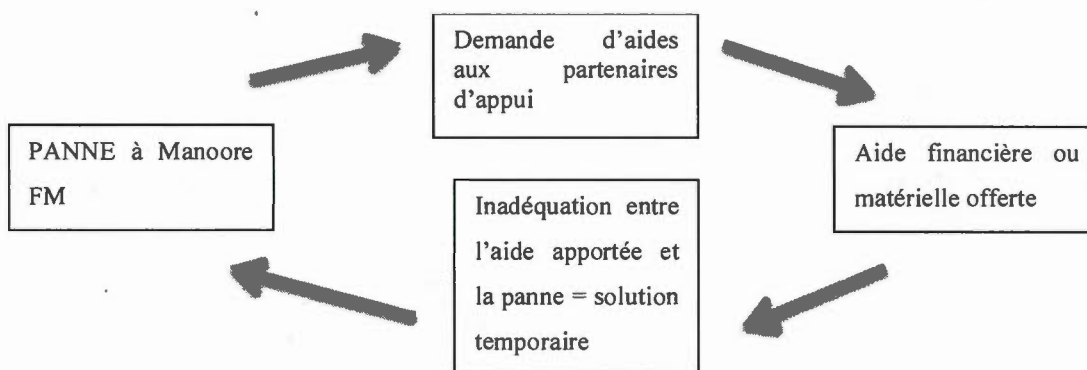 Demande d'aides
aux partenaires
d'appui
PANNE à Manoore
FM
Aide financière ou
matérielle offerte
Inadéquation entre
l'aide apportée et
la panne = solution
temporaire